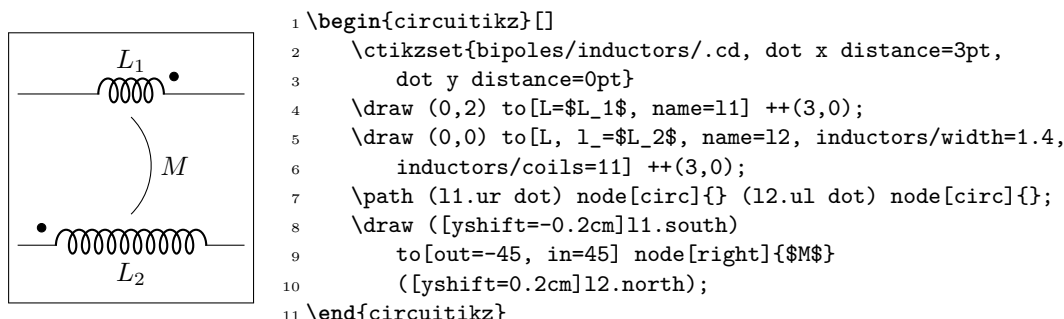 L_1
M
L_2
1 \begin{circuitikz}[]
2 \ctikzset{bipoles/inductors/.cd, dot x distance=3pt,
3 dot y distance=0pt}
4 \draw (0,2) to[L=$L_1$, name=l1] ++(3,0);
5 \draw (0,0) to[L, l_=$L_2$, name=l2, inductors/width=1.4,
6 inductors/coils=11] ++(3,0);
7 \path (l1.ur dot) node[circ]{} (l2.ul dot) node[circ]{};
8 \draw ([yshift=-0.2cm]l1.south)
9 to[out=-45, in=45] node[right]{$M$}
10 ([yshift=0.2cm]l2.north);
11 \end{circuitikz}